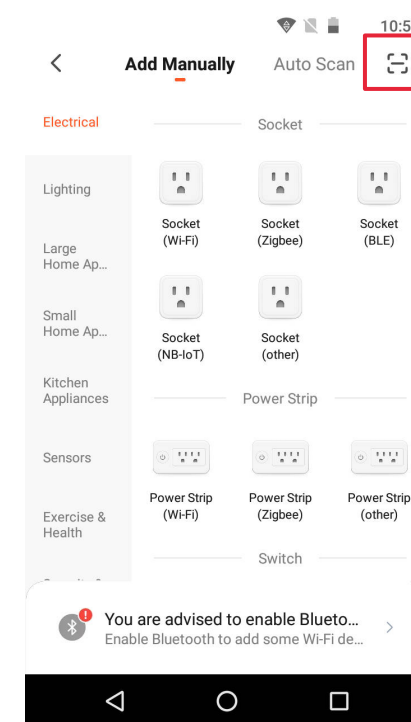 10:5
Add Manually
Auto Scan
Electrical
Lighting
Large
Home Ap...
Small
Home Ap...
Kitchen
Appliances
Sensors
Exercise &
Health
Socket
Socket
(Wi-Fi)
Socket
(Zigbee)
Socket
(BLE)
Socket
(NB-IoT)
Socket
(other)
Power Strip
Power Strip
(Wi-Fi)
Power Strip
(Zigbee)
Power Strip
(other)
Switch
You are advised to enable Blueto...
Enable Bluetooth to add some Wi-Fi de...